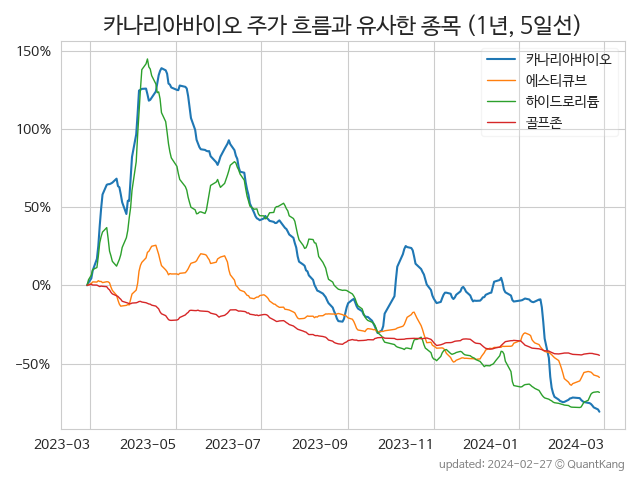 카나리아바이오 주가 흐름과 유사한 종목 (1년, 5일선)
카나리아바이오
에스티큐브
하이드로리튬
골프존
150%
100%
50%
0%
−50%
2023-03 2023-05 2023-07 2023-09 2023-11 2024-01 2024-03
updated: 2024-02-27 © QuantKang